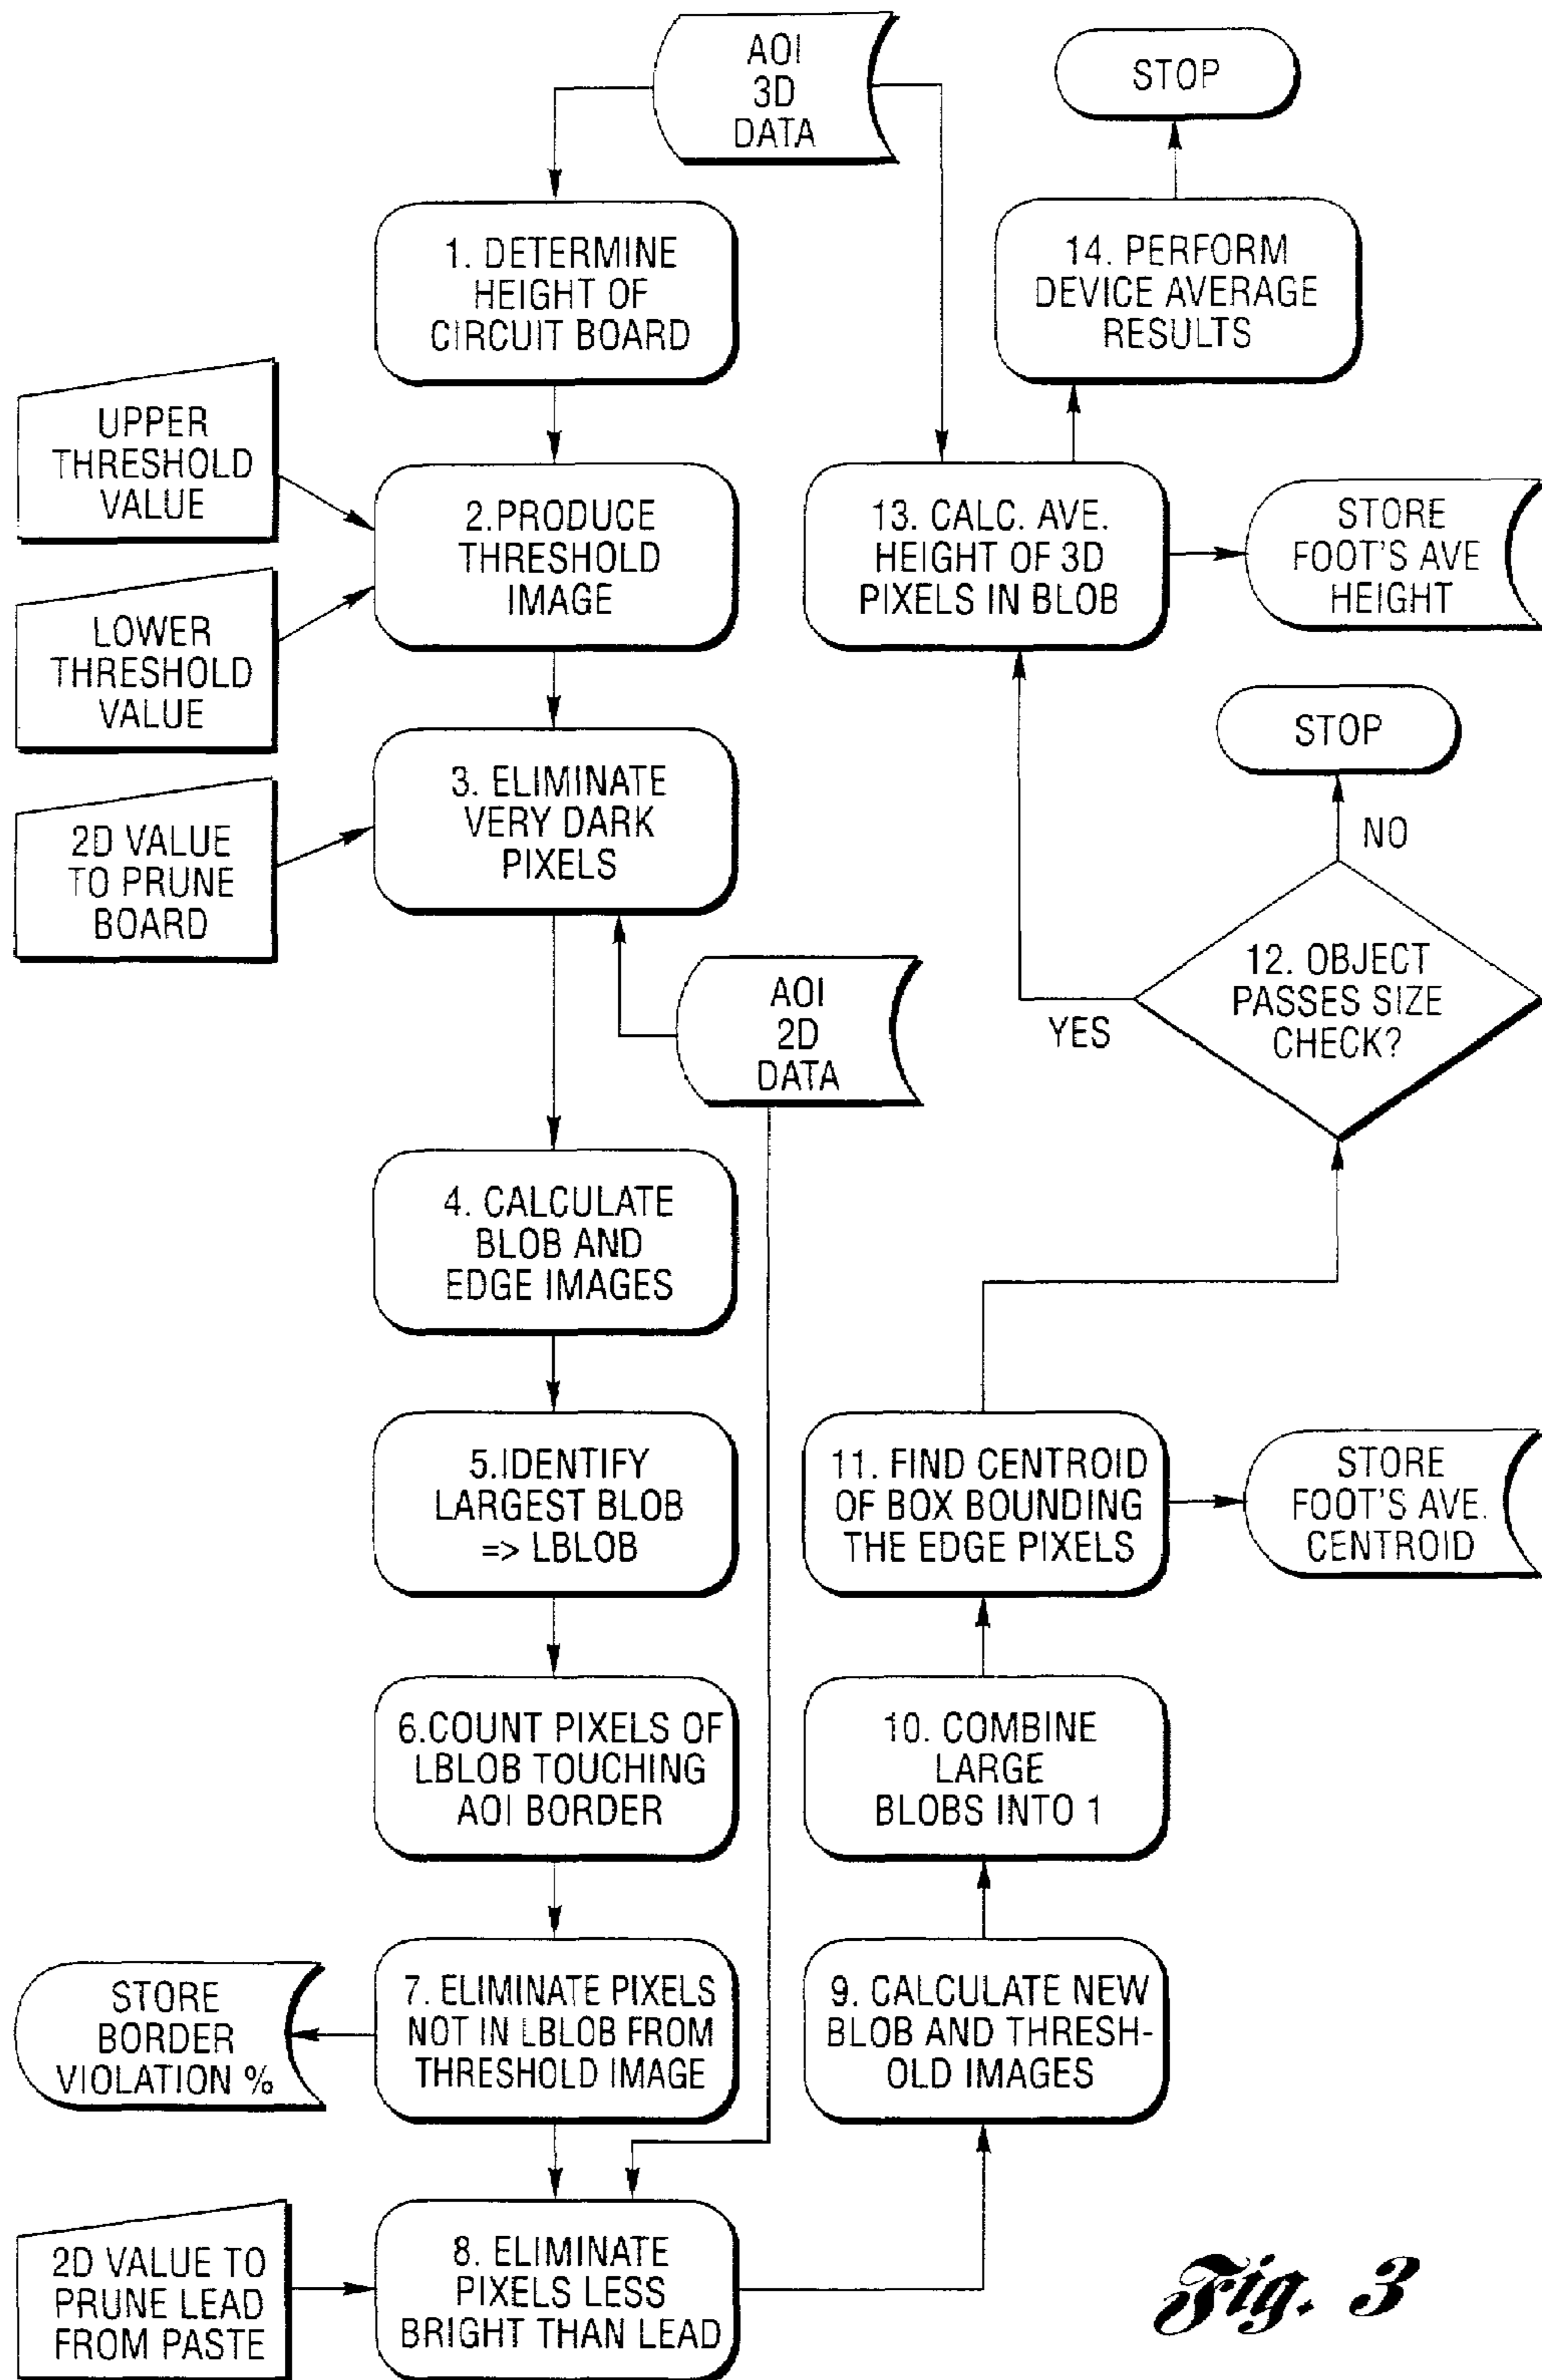 AOI
3D
DATA
STOP
1. DETERMINE
HEIGHT OF
CIRCUIT BOARD
14. PERFORM
DEVICE AVERAGE
RESULTS
UPPER
THRESHOLD
VALUE
2.PRODUCE
THRESHOLD
IMAGE
13. CALC. AVE.
HEIGHT OF 3D
PIXELS IN BLOB
STORE
FOOT'S AVE
HEIGHT
LOWER
THRESHOLD
VALUE
STOP
3. ELIMINATE
VERY DARK
PIXELS
NO
2D VALUE
TO PRUNE
BOARD
12. OBJECT
PASSES SIZE
CHECK?
YES
AOI
2D
DATA
4. CALCULATE
BLOB AND
EDGE IMAGES
5.IDENTIFY
LARGEST BLOB
=> LBLOB
11. FIND CENTROID
OF BOX BOUNDING
THE EDGE PIXELS
STORE
FOOT'S AVE.
CENTROID
6.COUNT PIXELS OF
LBLOB TOUCHING
AOI BORDER
10. COMBINE
LARGE
BLOBS INTO 1
STORE
BORDER
VIOLATION %
7. ELIMINATE PIXELS
NOT IN LBLOB FROM
THRESHOLD IMAGE
9. CALCULATE NEW
BLOB AND THRESH-
OLD IMAGES
2D VALUE TO
PRUNE LEAD
FROM PASTE
8. ELIMINATE
PIXELS LESS
BRIGHT THAN LEAD
Fig. 3